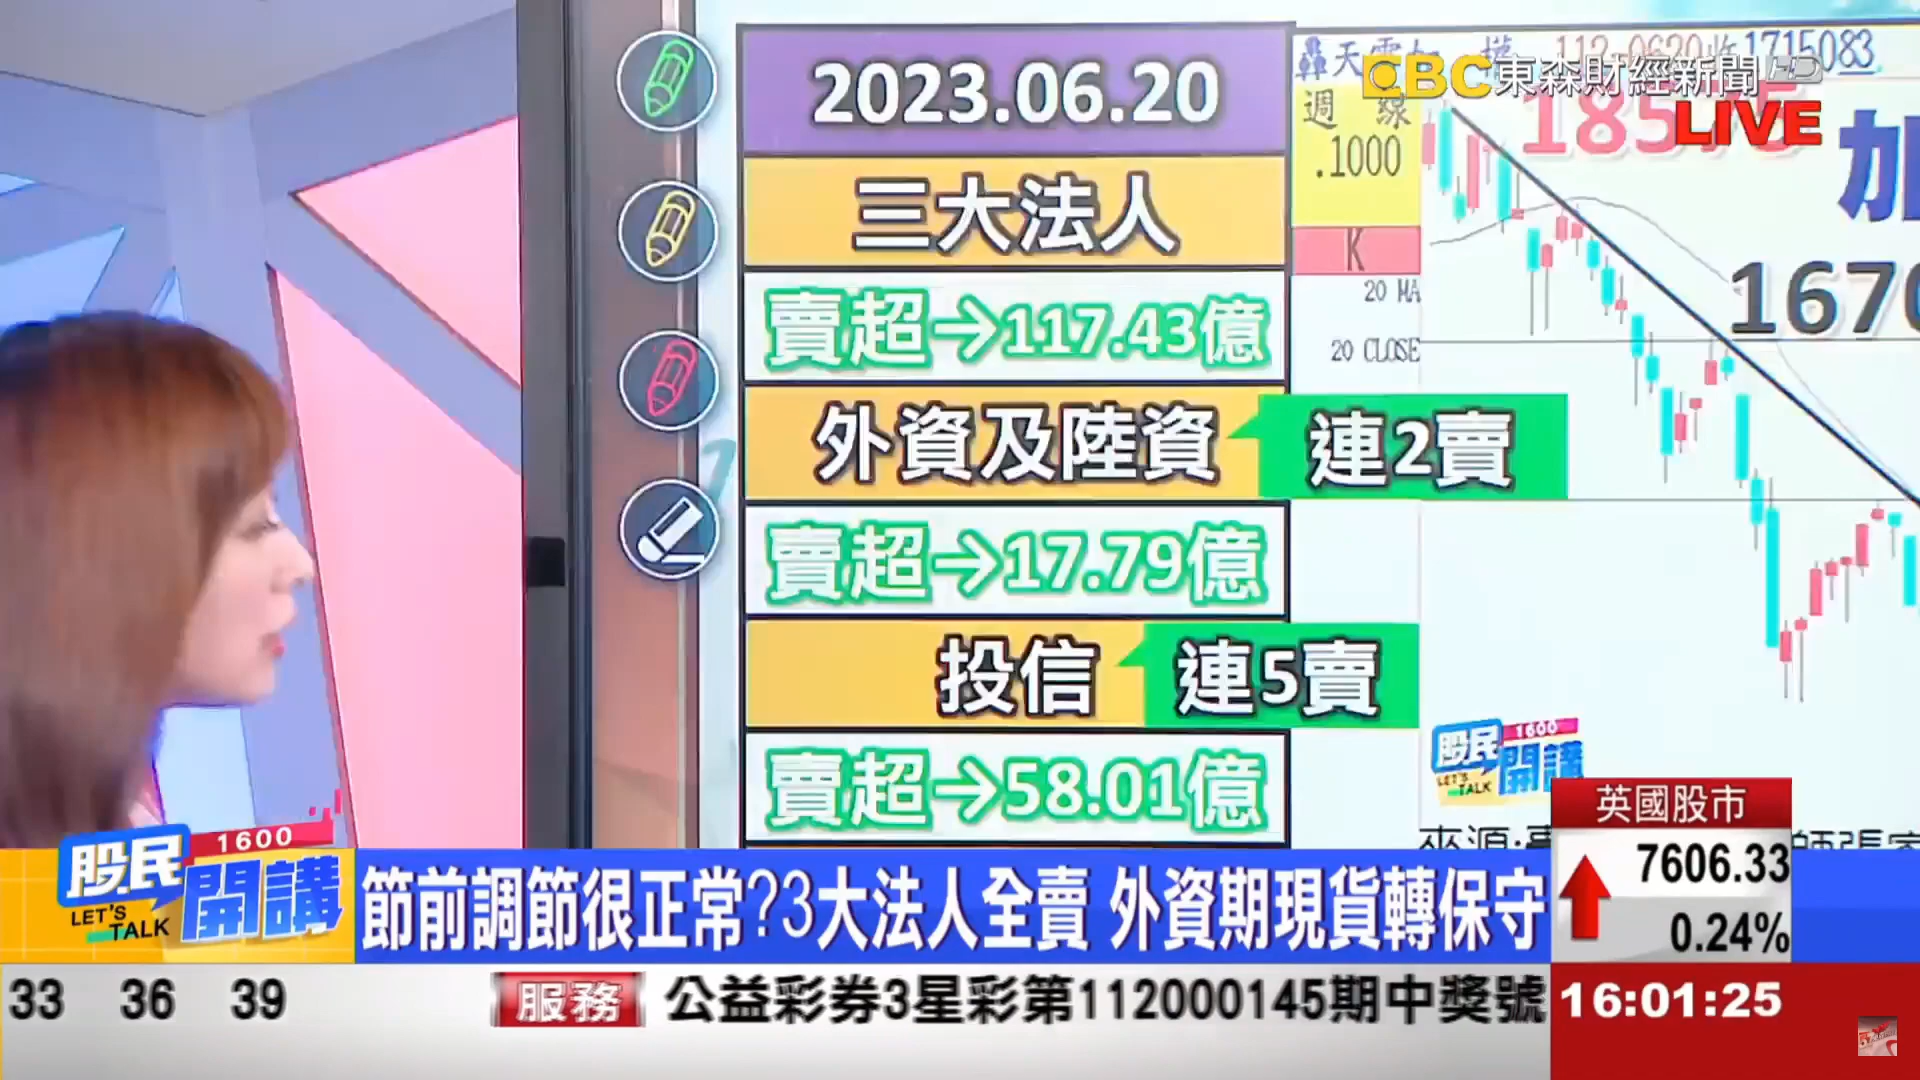 2023.06.20
三大法人
賣超→117.43億
外資及陸資
連2賣
賣超→17.79億
投信
連5賣
賣超→58.01億
EBC東森財經新聞HD
LIVE
週線
.1000
K
20 MA
20 CLOSE
加
股民
1600
開講
LET'S
TALK
英國股市
7606.33
0.24%
股民
1600
開講
LET'S
TALK
節前調節很正常?3大法人全賣 外資期現貨轉保守
33 36 39
服務
公益彩券3星彩第112000145期中獎號
16:01:25